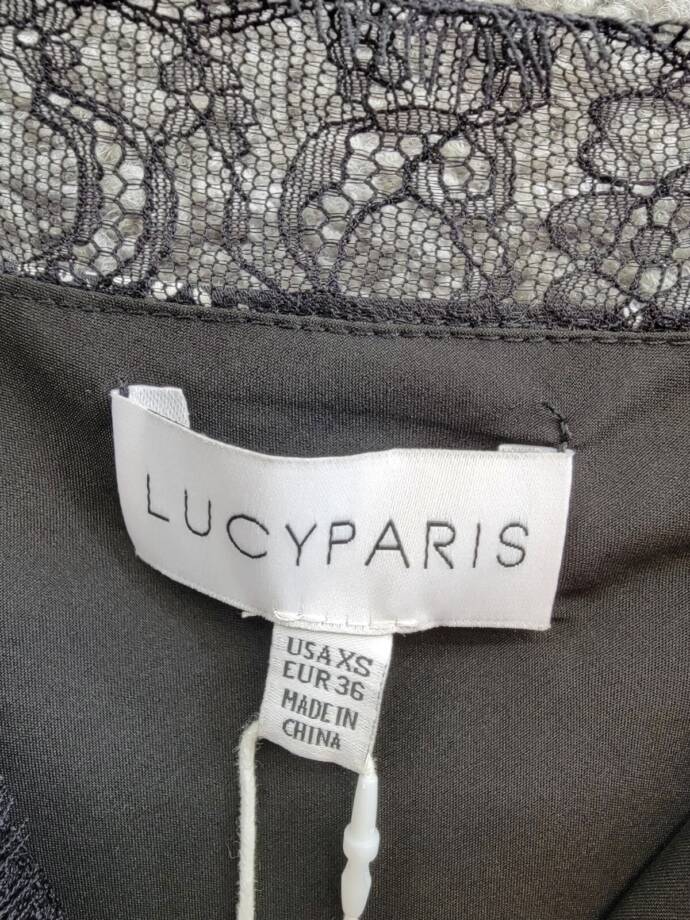 LUCYPARIS
USA XS
EUR 36
MADE IN
CHINA